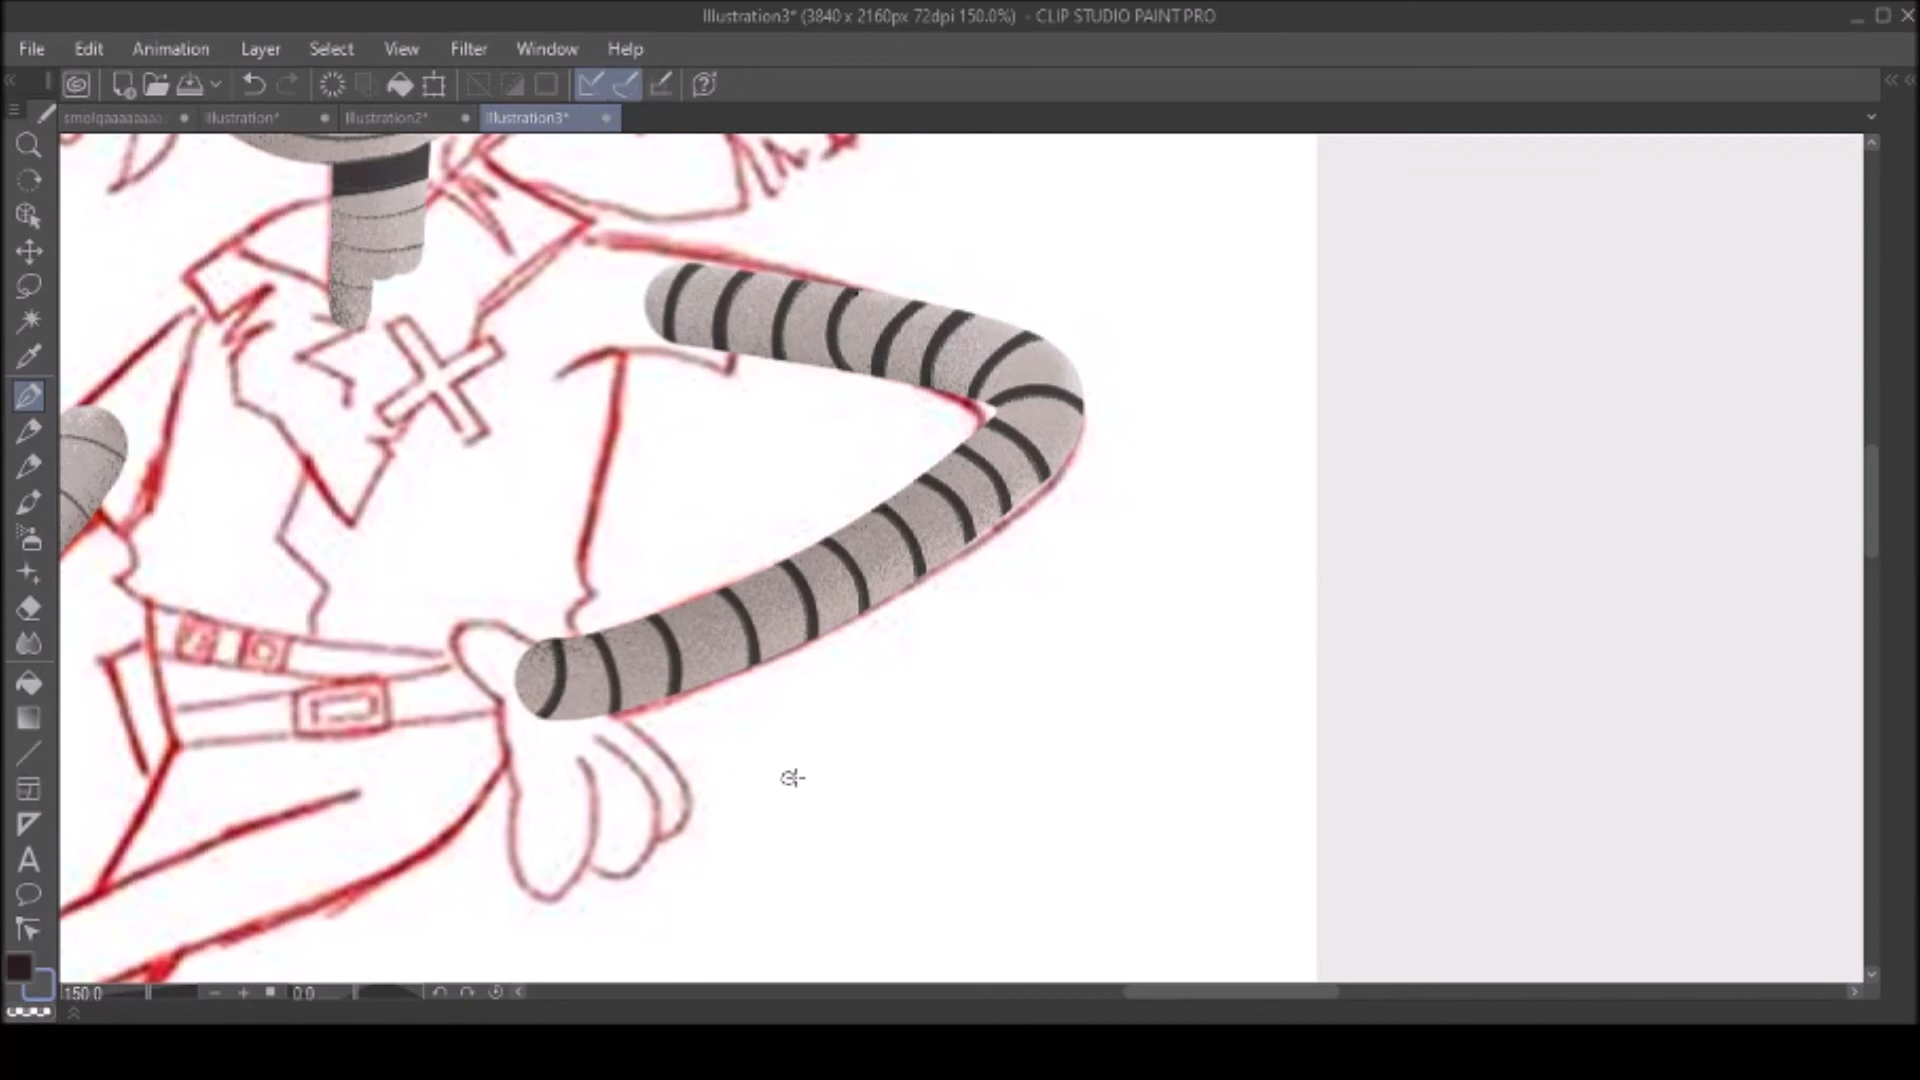 Illustration3* (3840 x 2160px 72dpi 150.0%) - CLIP STUDIO PAINT PRO
File Edit Animation Layer Select View Filter Window Help
smolqaaaaaaa Illustration* Illustration2* Illustration3*
150.0 0.0